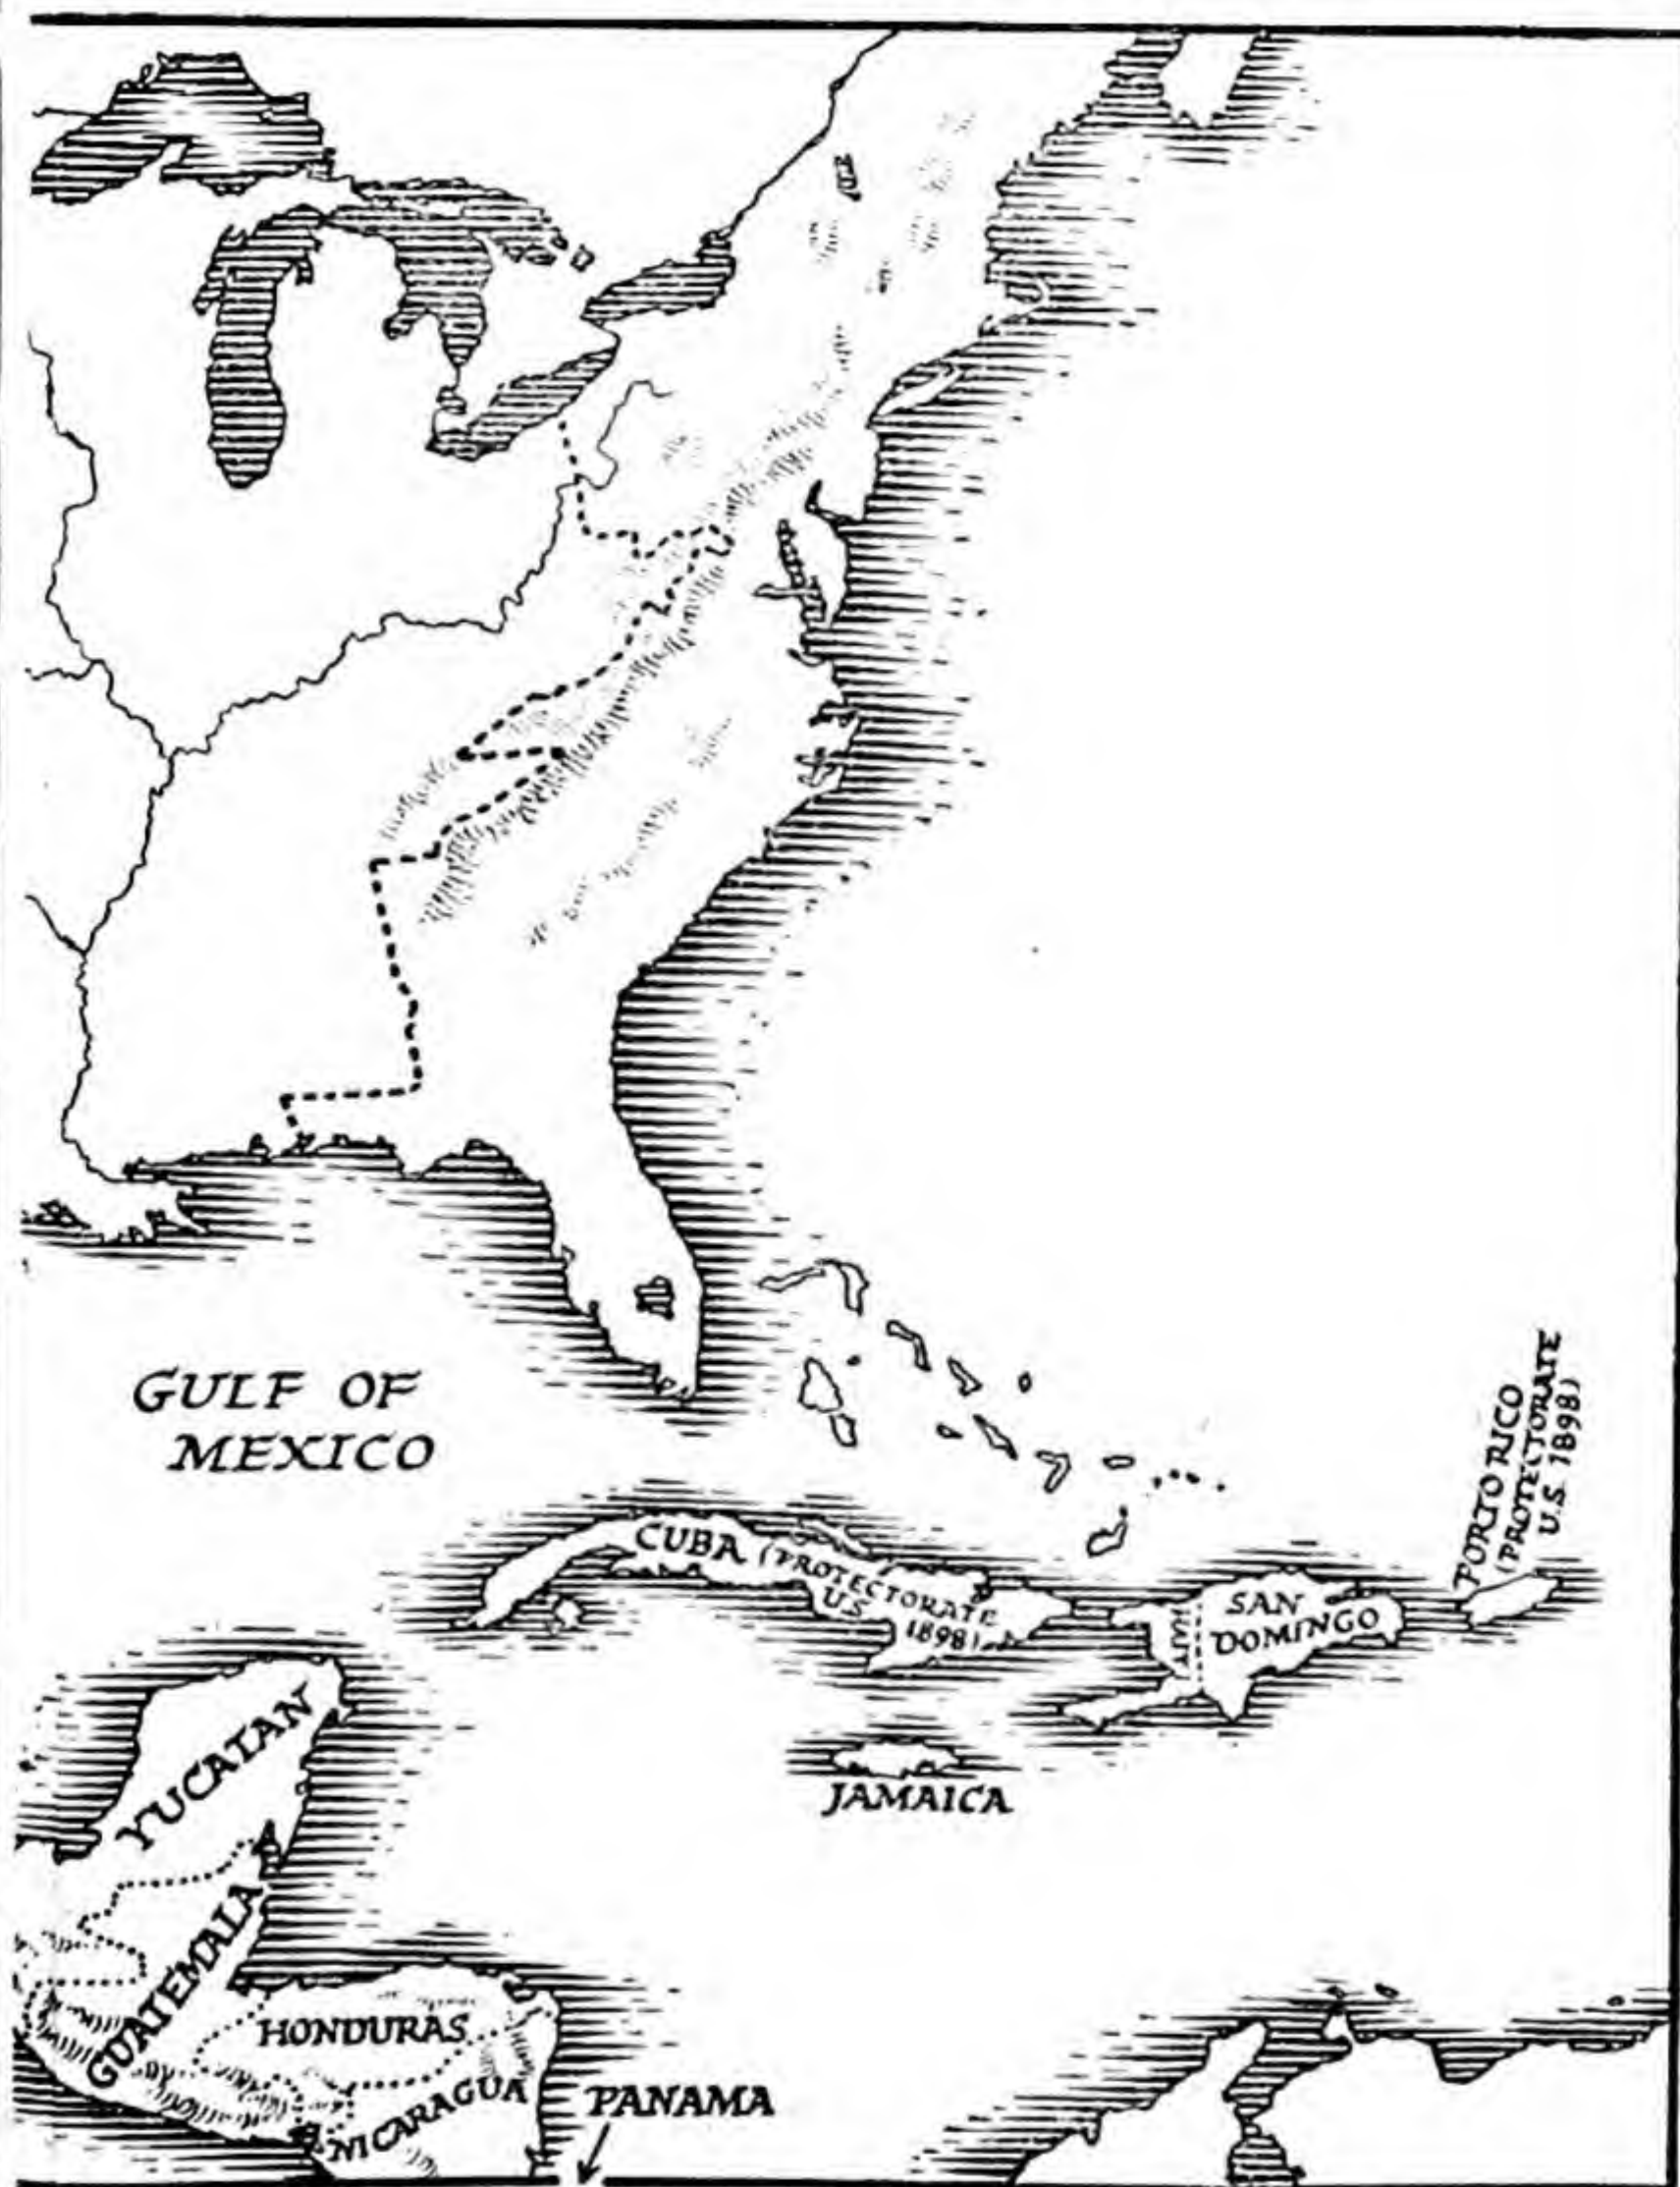 GULF OF
MEXICO
PORTO RICO
(PROTECTORATE
U.S. 1898)
CUBA (PROTECTORATE
U.S. 1898)
HAITI
SAN
DOMINGO
JAMAICA
YUCATAN
GUATEMALA
HONDURAS
NICARAGUA
PANAMA